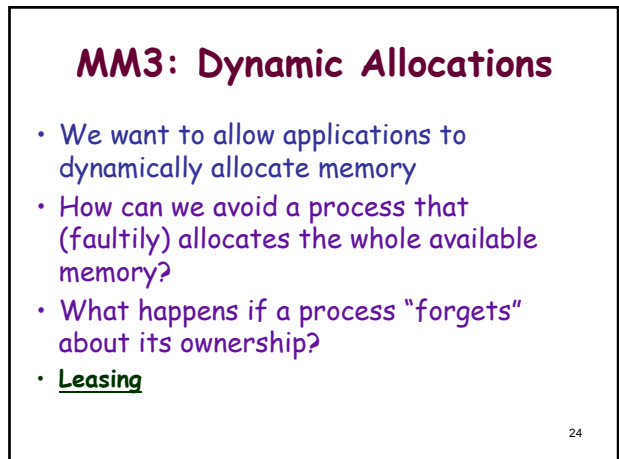 MM3: Dynamic Allocations
• We want to allow applications to
dynamically allocate memory
• How can we avoid a process that
(faultily) allocates the whole available
memory?
• What happens if a process “forgets”
about its ownership?
• Leasing
24